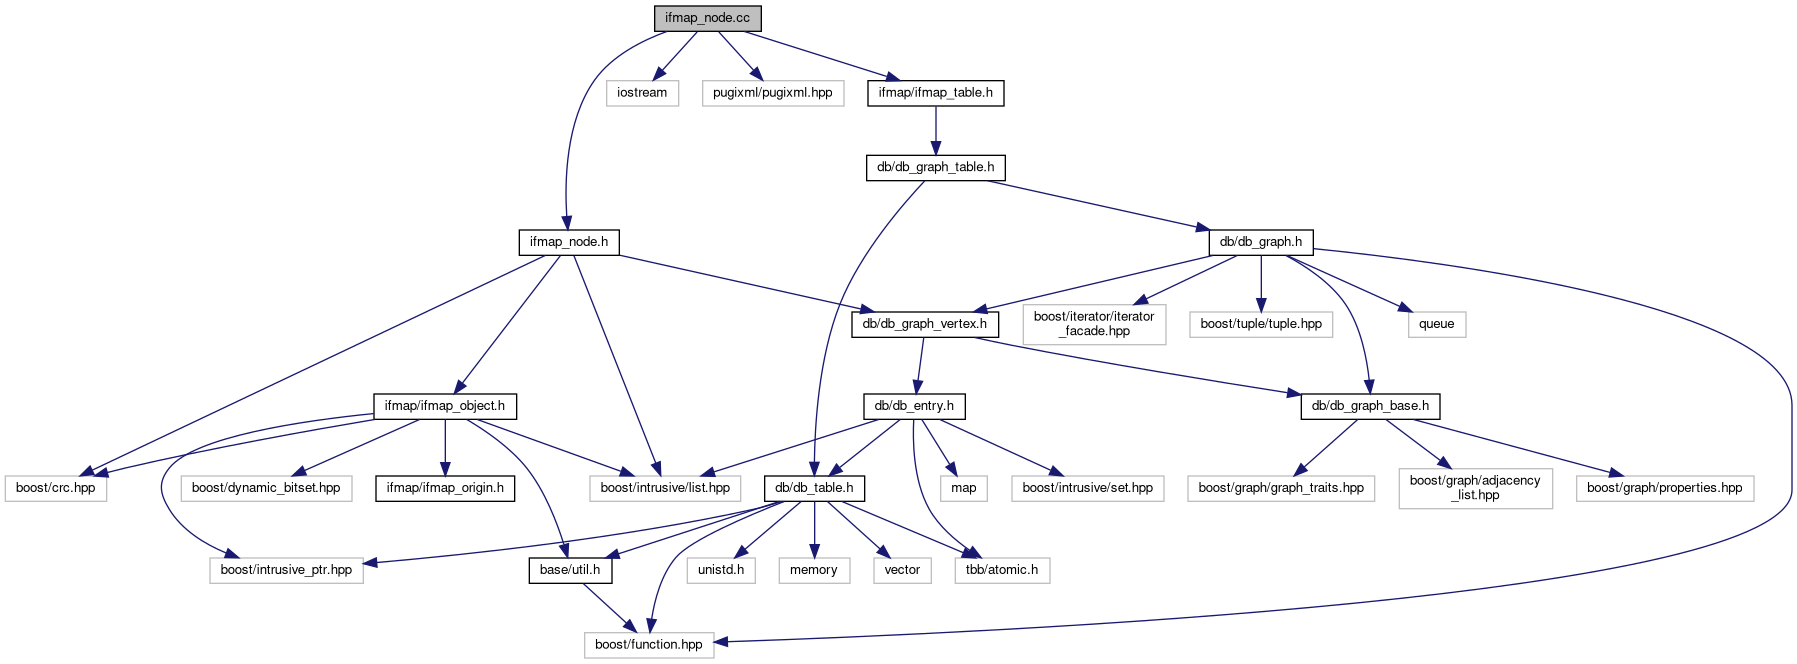 ifmap_node.cc
iostream
pugixml/pugixml.hpp
ifmap/ifmap_table.h
db/db_graph_table.h
ifmap_node.h
db/db_graph.h
db/db_graph_vertex.h
boost/iterator/iterator
_facade.hpp
boost/tuple/tuple.hpp
queue
ifmap/ifmap_object.h
db/db_entry.h
db/db_graph_base.h
boost/crc.hpp
boost/dynamic_bitset.hpp
ifmap/ifmap_origin.h
boost/intrusive/list.hpp
db/db_table.h
map
boost/intrusive/set.hpp
boost/graph/graph_traits.hpp
boost/graph/adjacency
_list.hpp
boost/graph/properties.hpp
boost/intrusive_ptr.hpp
base/util.h
unistd.h
memory
vector
tbb/atomic.h
boost/function.hpp